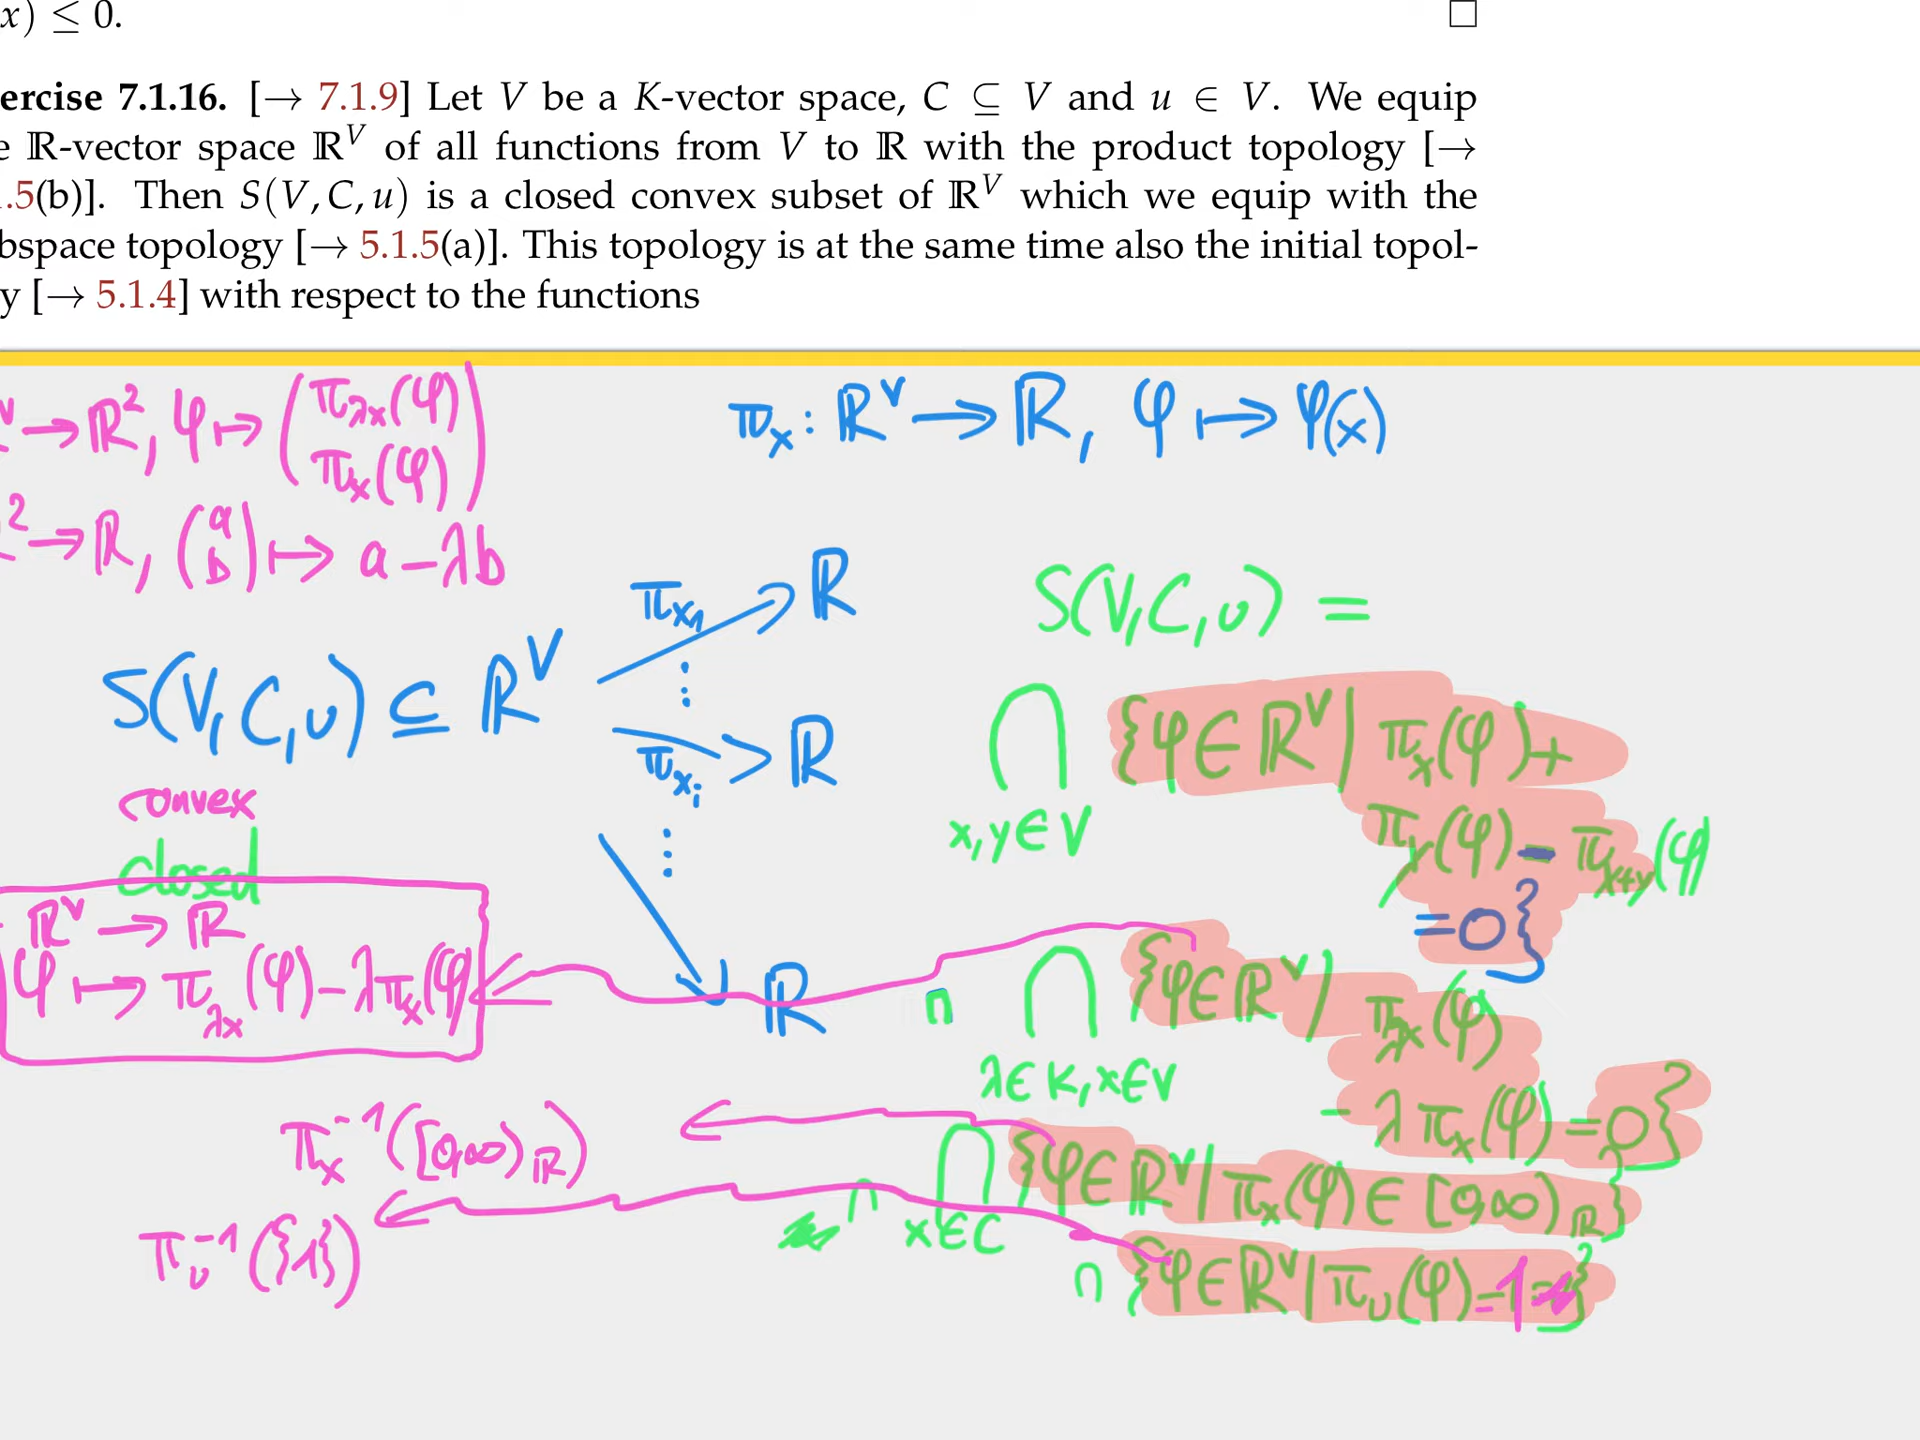 x) ≤ 0. □
ercise 7.1.16. [→ 7.1.9] Let V be a K-vector space, C ⊆ V and u ∈ V. We equip
e ℝ-vector space ℝ^V of all functions from V to ℝ with the product topology [→
.5(b)]. Then S(V, C, u) is a closed convex subset of ℝ^V which we equip with the
bspace topology [→ 5.1.5(a)]. This topology is at the same time also the initial topol-
y [→ 5.1.4] with respect to the functions
→ ℝ², φ ↦ (π_λx(φ)
π_x(φ))
² → ℝ, (a
b) ↦ a − λb
π_x : ℝ^V → ℝ, φ ↦ φ(x)
S(V, C, u) ⊆ ℝ^V
π_x₁ ℝ
⋮
π_x_i ℝ
⋮
ℝ
convex
closed
ℝ^V → ℝ
φ ↦ π_λx(φ) − λπ_x(φ)
π_x^-1([0,∞)_ℝ)
π_u^-1({1})
S(V, C, u) =
⋂ {φ ∈ ℝ^V | π_x(φ) +
x, y ∈ V
π_y(φ) − π_x+y(φ)
= 0}
∩ ⋂ {φ ∈ ℝ^V | π_λx(φ)
λ ∈ K, x ∈ V
− λ π_x(φ) = 0}
∩ ⋂ {φ ∈ ℝ^V | π_x(φ) ∈ [0,∞)_ℝ}
x ∈ C
∩ {φ ∈ ℝ^V | π_u(φ) = 1}